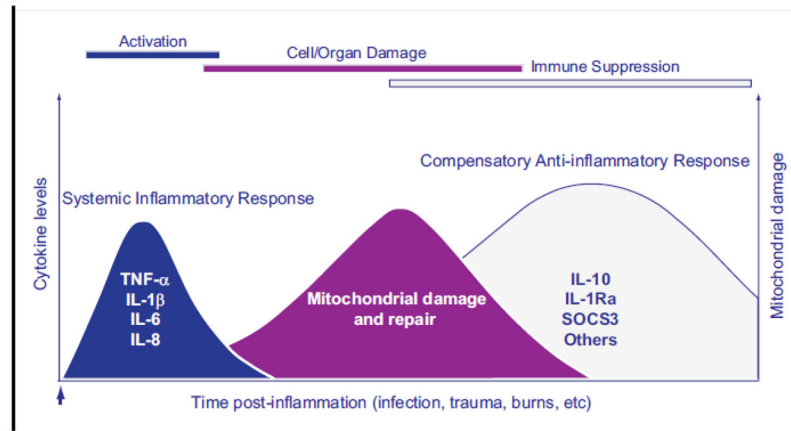 Activation
Cell/Organ Damage
Immune Suppression
Compensatory Anti-inflammatory Response
Systemic Inflammatory Response
Cytokine levels
Mitochondrial damage
TNF-α
IL-1β
IL-6
IL-8
Mitochondrial damage
and repair
IL-10
IL-1Ra
SOCS3
Others
Time post-inflammation (infection, trauma, burns, etc)